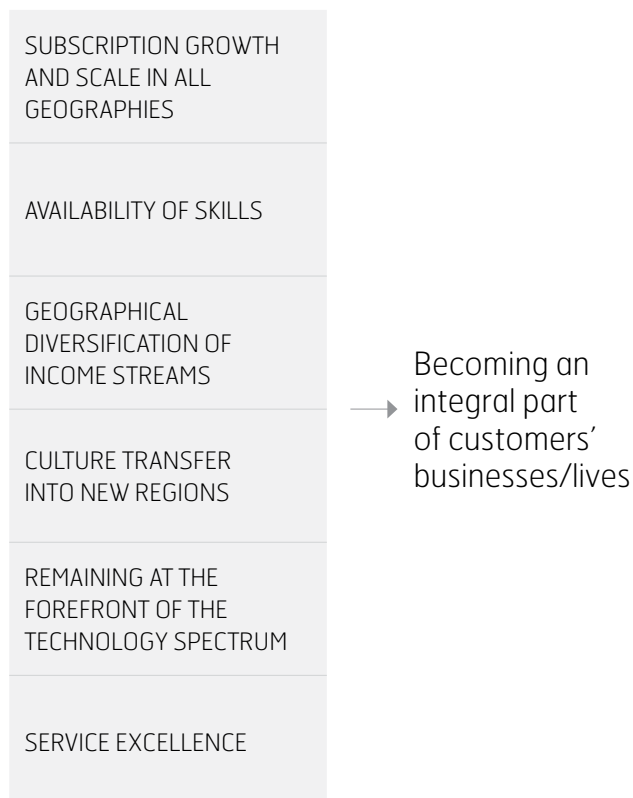 SUBSCRIPTION GROWTH
AND SCALE IN ALL
GEOGRAPHIES
AVAILABILITY OF SKILLS
GEOGRAPHICAL
DIVERSIFICATION OF
INCOME STREAMS
CULTURE TRANSFER
INTO NEW REGIONS
REMAINING AT THE
FOREFRONT OF THE
TECHNOLOGY SPECTRUM
SERVICE EXCELLENCE
Becoming an
integral part
of customers’
businesses/lives